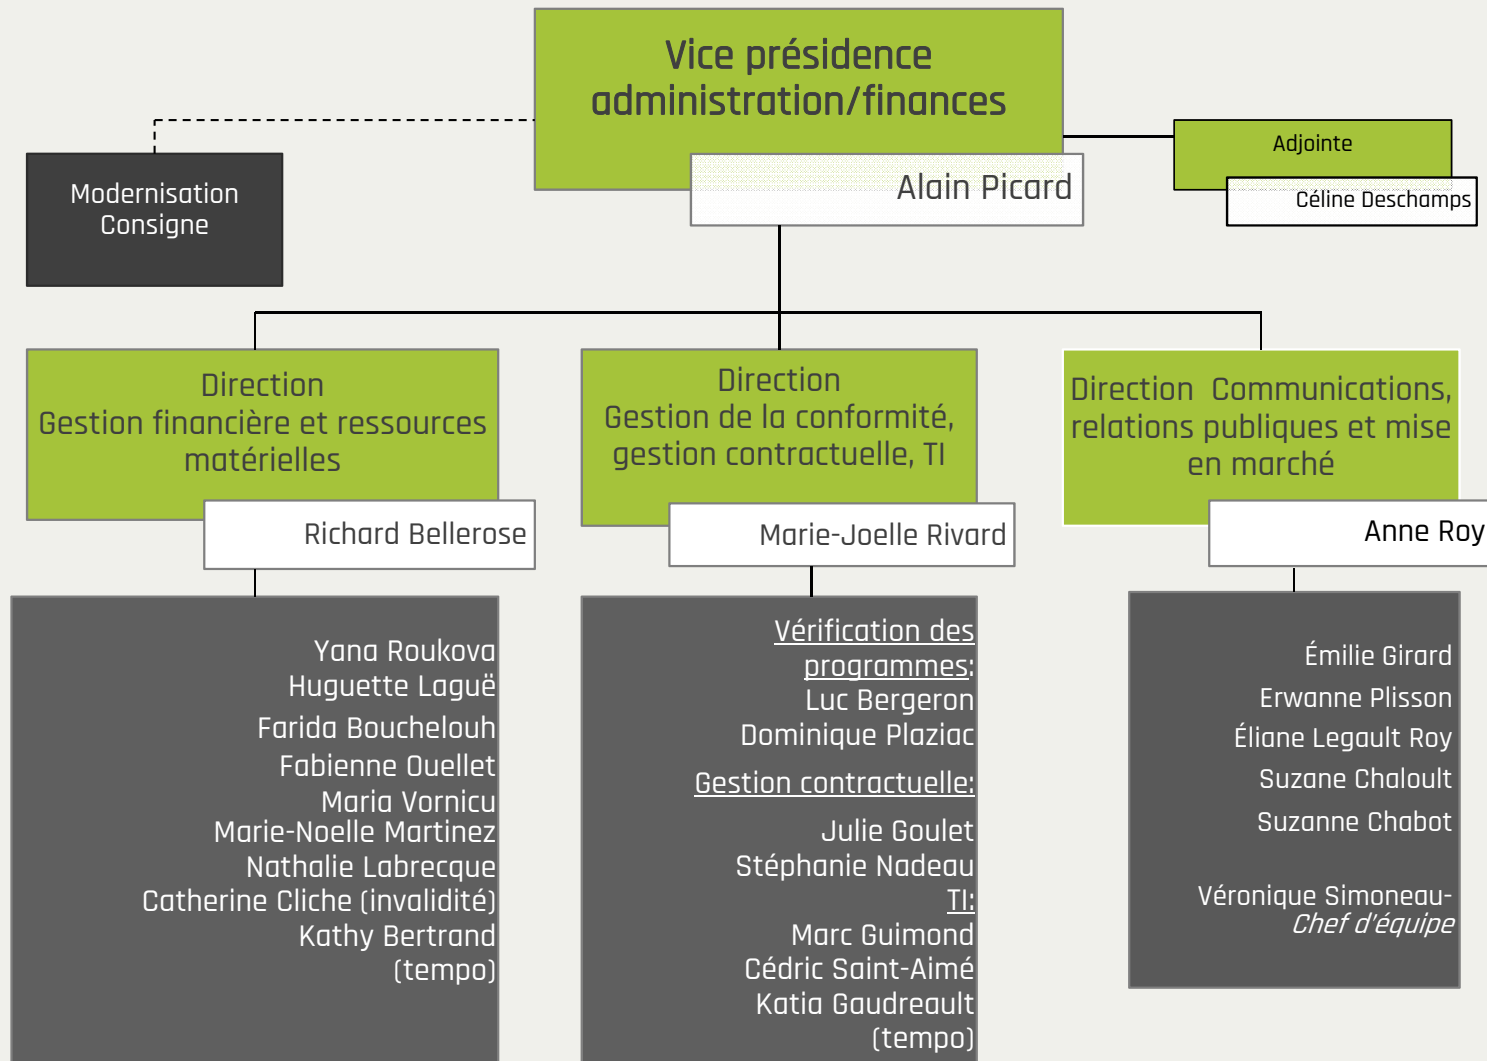 Vice présidence
administration/finances
Alain Picard
Adjointe
Céline Deschamps
Modernisation
Consigne
Direction
Gestion financière et ressources
matérielles
Richard Bellerose
Yana Roukova
Huguette Laguë
Farida Bouchelouh
Fabienne Ouellet
Maria Vornicu
Marie-Noelle Martinez
Nathalie Labrecque
Catherine Cliche (invalidité)
Kathy Bertrand
(tempo)
Direction
Gestion de la conformité,
gestion contractuelle, TI
Marie-Joelle Rivard
Vérification des
programmes:
Luc Bergeron
Dominique Plaziac
Gestion contractuelle:
Julie Goulet
Stéphanie Nadeau
TI:
Marc Guimond
Cédric Saint-Aimé
Katia Gaudreault
(tempo)
Direction Communications,
relations publiques et mise
en marché
Anne Roy
Émilie Girard
Erwanne Plisson
Éliane Legault Roy
Suzane Chaloult
Suzanne Chabot
Véronique Simoneau-
Chef d'équipe